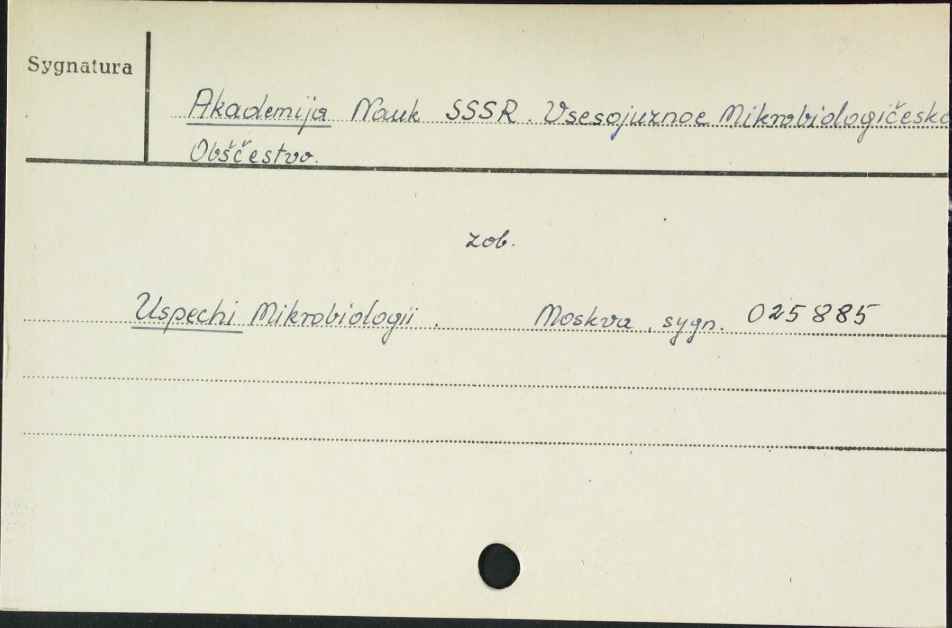 Sygnatura
Akademija Nauk SSSR. Vsesojuznoe Mikrobiologičesko
Obščestvo.
zob.
Uspechi Mikrobiologii. Moskva, sygn. 025885